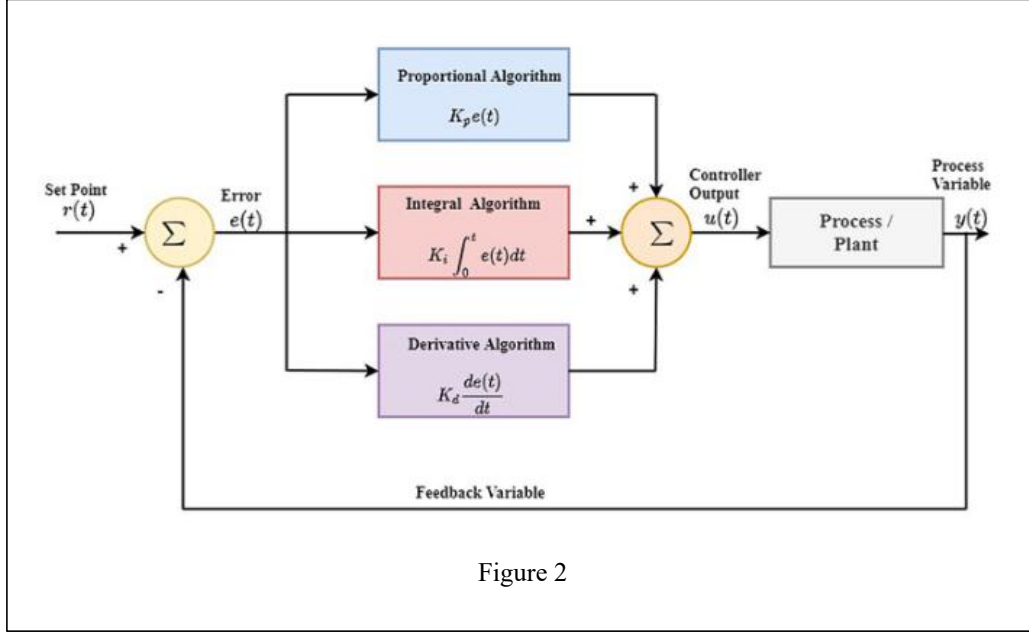 Proportional Algorithm
K_p e(t)
Set Point
r(t)
+
-
Σ
Error
e(t)
Integral Algorithm
K_i ∫_0^t e(t)dt
+
+
+
Σ
Controller
Output
u(t)
Process /
Plant
Process
Variable
y(t)
Derivative Algorithm
K_d de(t)/dt
Feedback Variable
Figure 2